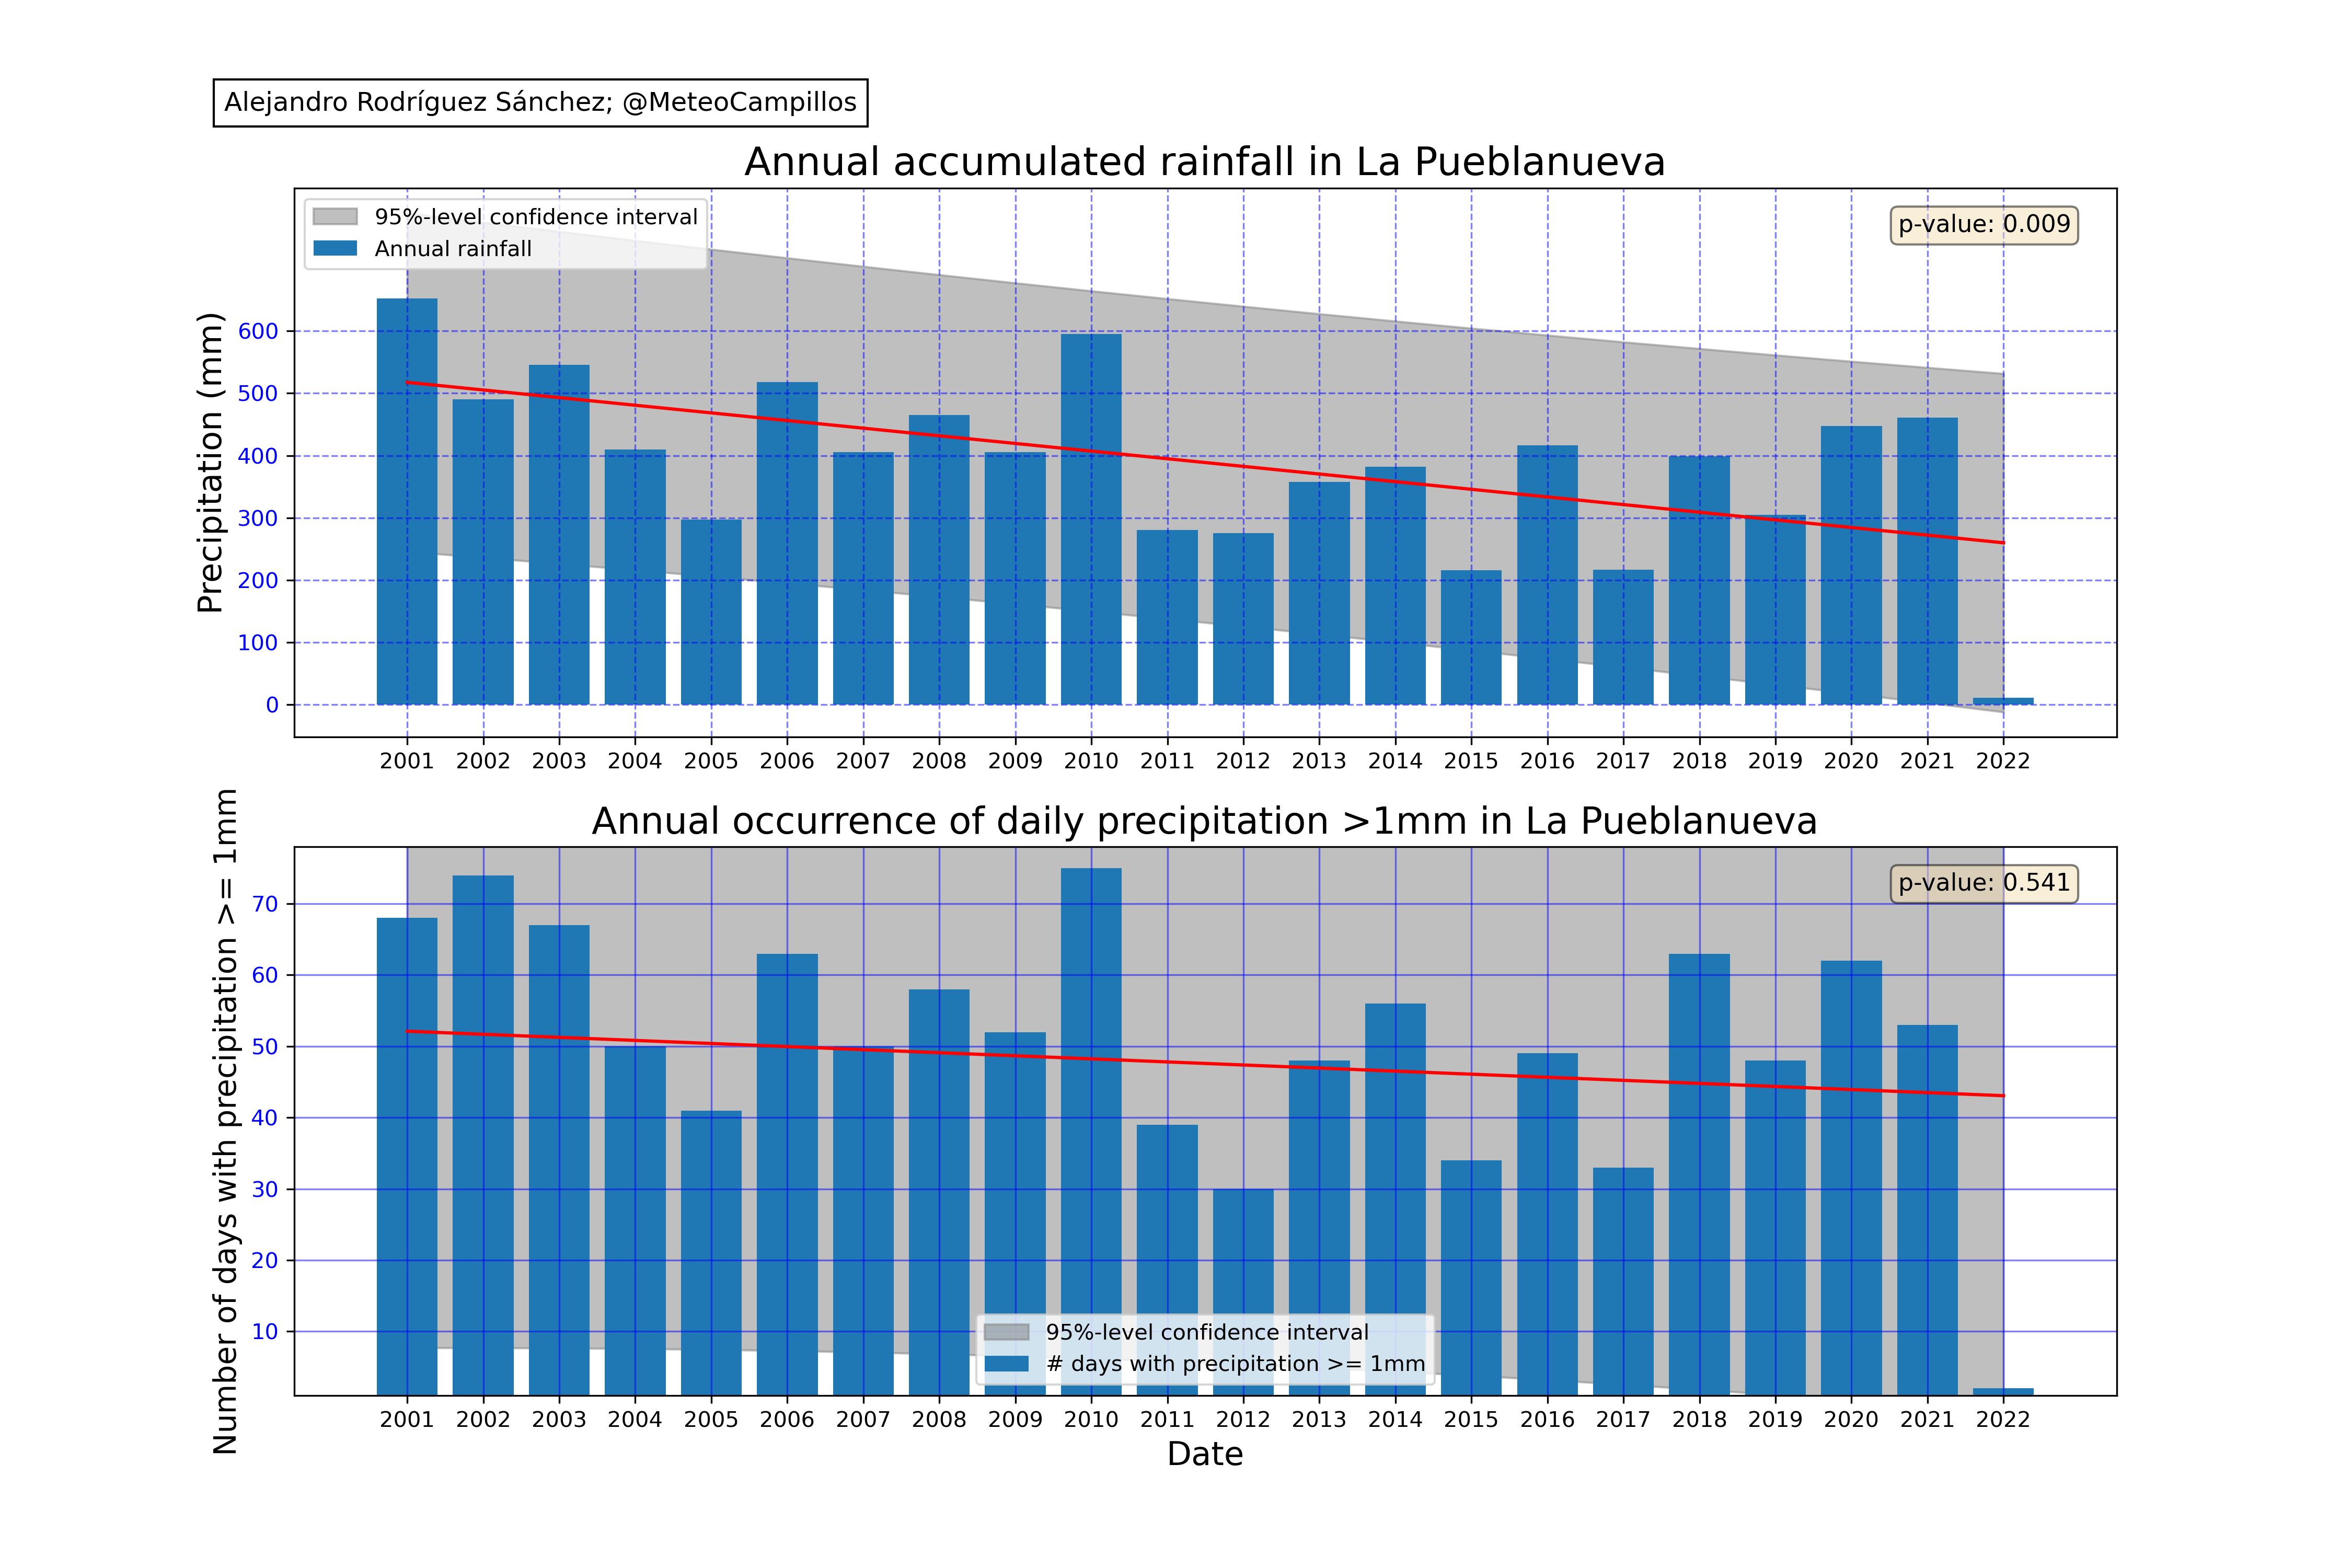 Alejandro Rodríguez Sánchez; @MeteoCampillos
Annual accumulated rainfall in La Pueblanueva
95%-level confidence interval
Annual rainfall
p-value: 0.009
Precipitation (mm)
600
500
400
300
200
100
0
2001 2002 2003 2004 2005 2006 2007 2008 2009 2010 2011 2012 2013 2014 2015 2016 2017 2018 2019 2020 2021 2022
Annual occurrence of daily precipitation >1mm in La Pueblanueva
p-value: 0.541
Number of days with precipitation >= 1mm
70
60
50
40
30
20
10
95%-level confidence interval
# days with precipitation >= 1mm
2001 2002 2003 2004 2005 2006 2007 2008 2009 2010 2011 2012 2013 2014 2015 2016 2017 2018 2019 2020 2021 2022
Date